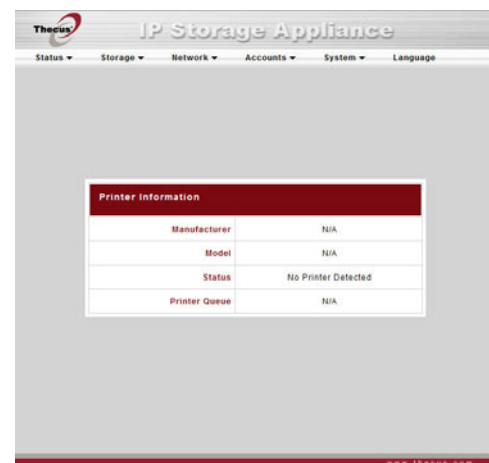 Thecus
IP Storage Appliance
Status Storage Network Accounts System Language
Printer Information
Manufacturer N/A
Model N/A
Status No Printer Detected
Printer Queue N/A